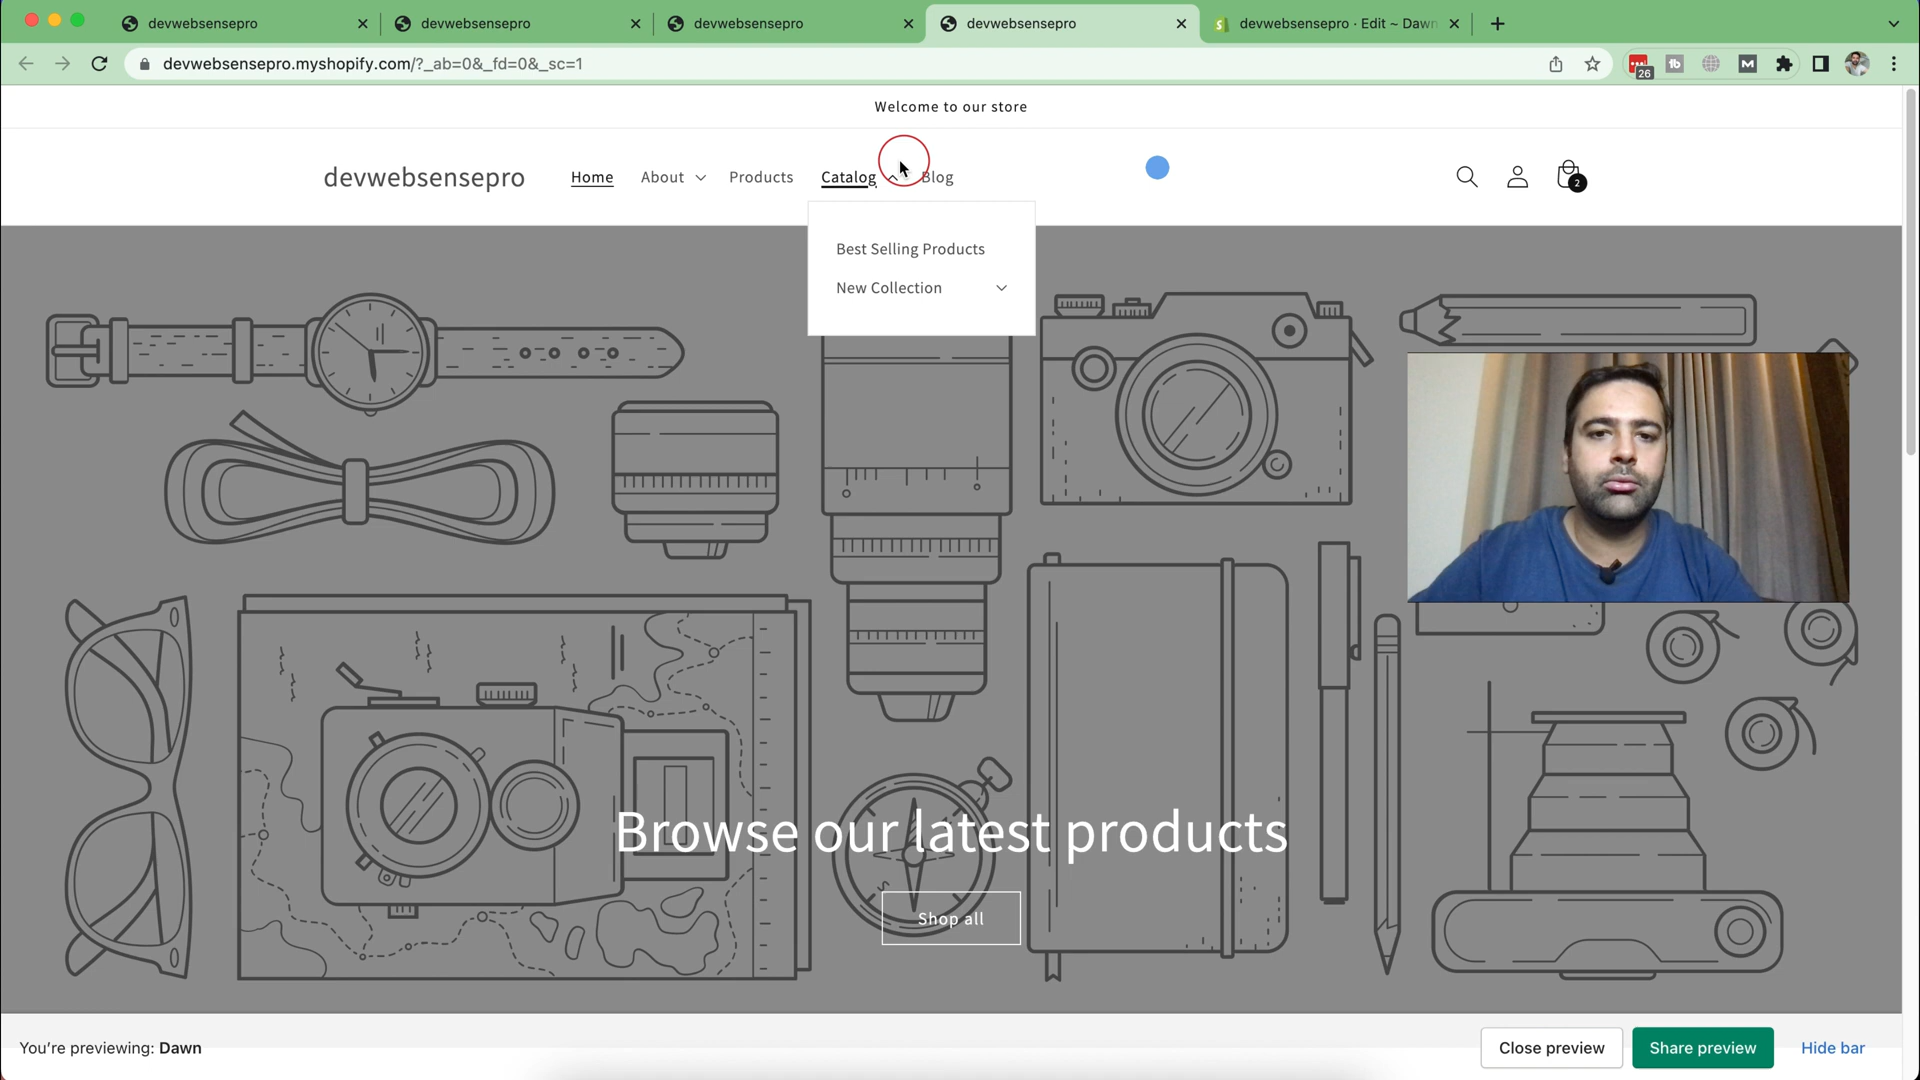 devwebsensepro
devwebsensepro
devwebsensepro
devwebsensepro
devwebsensepro · Edit ~ Dawn
devwebsensepro.myshopify.com/?_ab=0&_fd=0&_sc=1
26
Welcome to our store
devwebsensepro
Home
About
Products
Catalog
Blog
2
Best Selling Products
New Collection
Browse our latest products
Shop all
You're previewing: Dawn
Close preview
Share preview
Hide bar